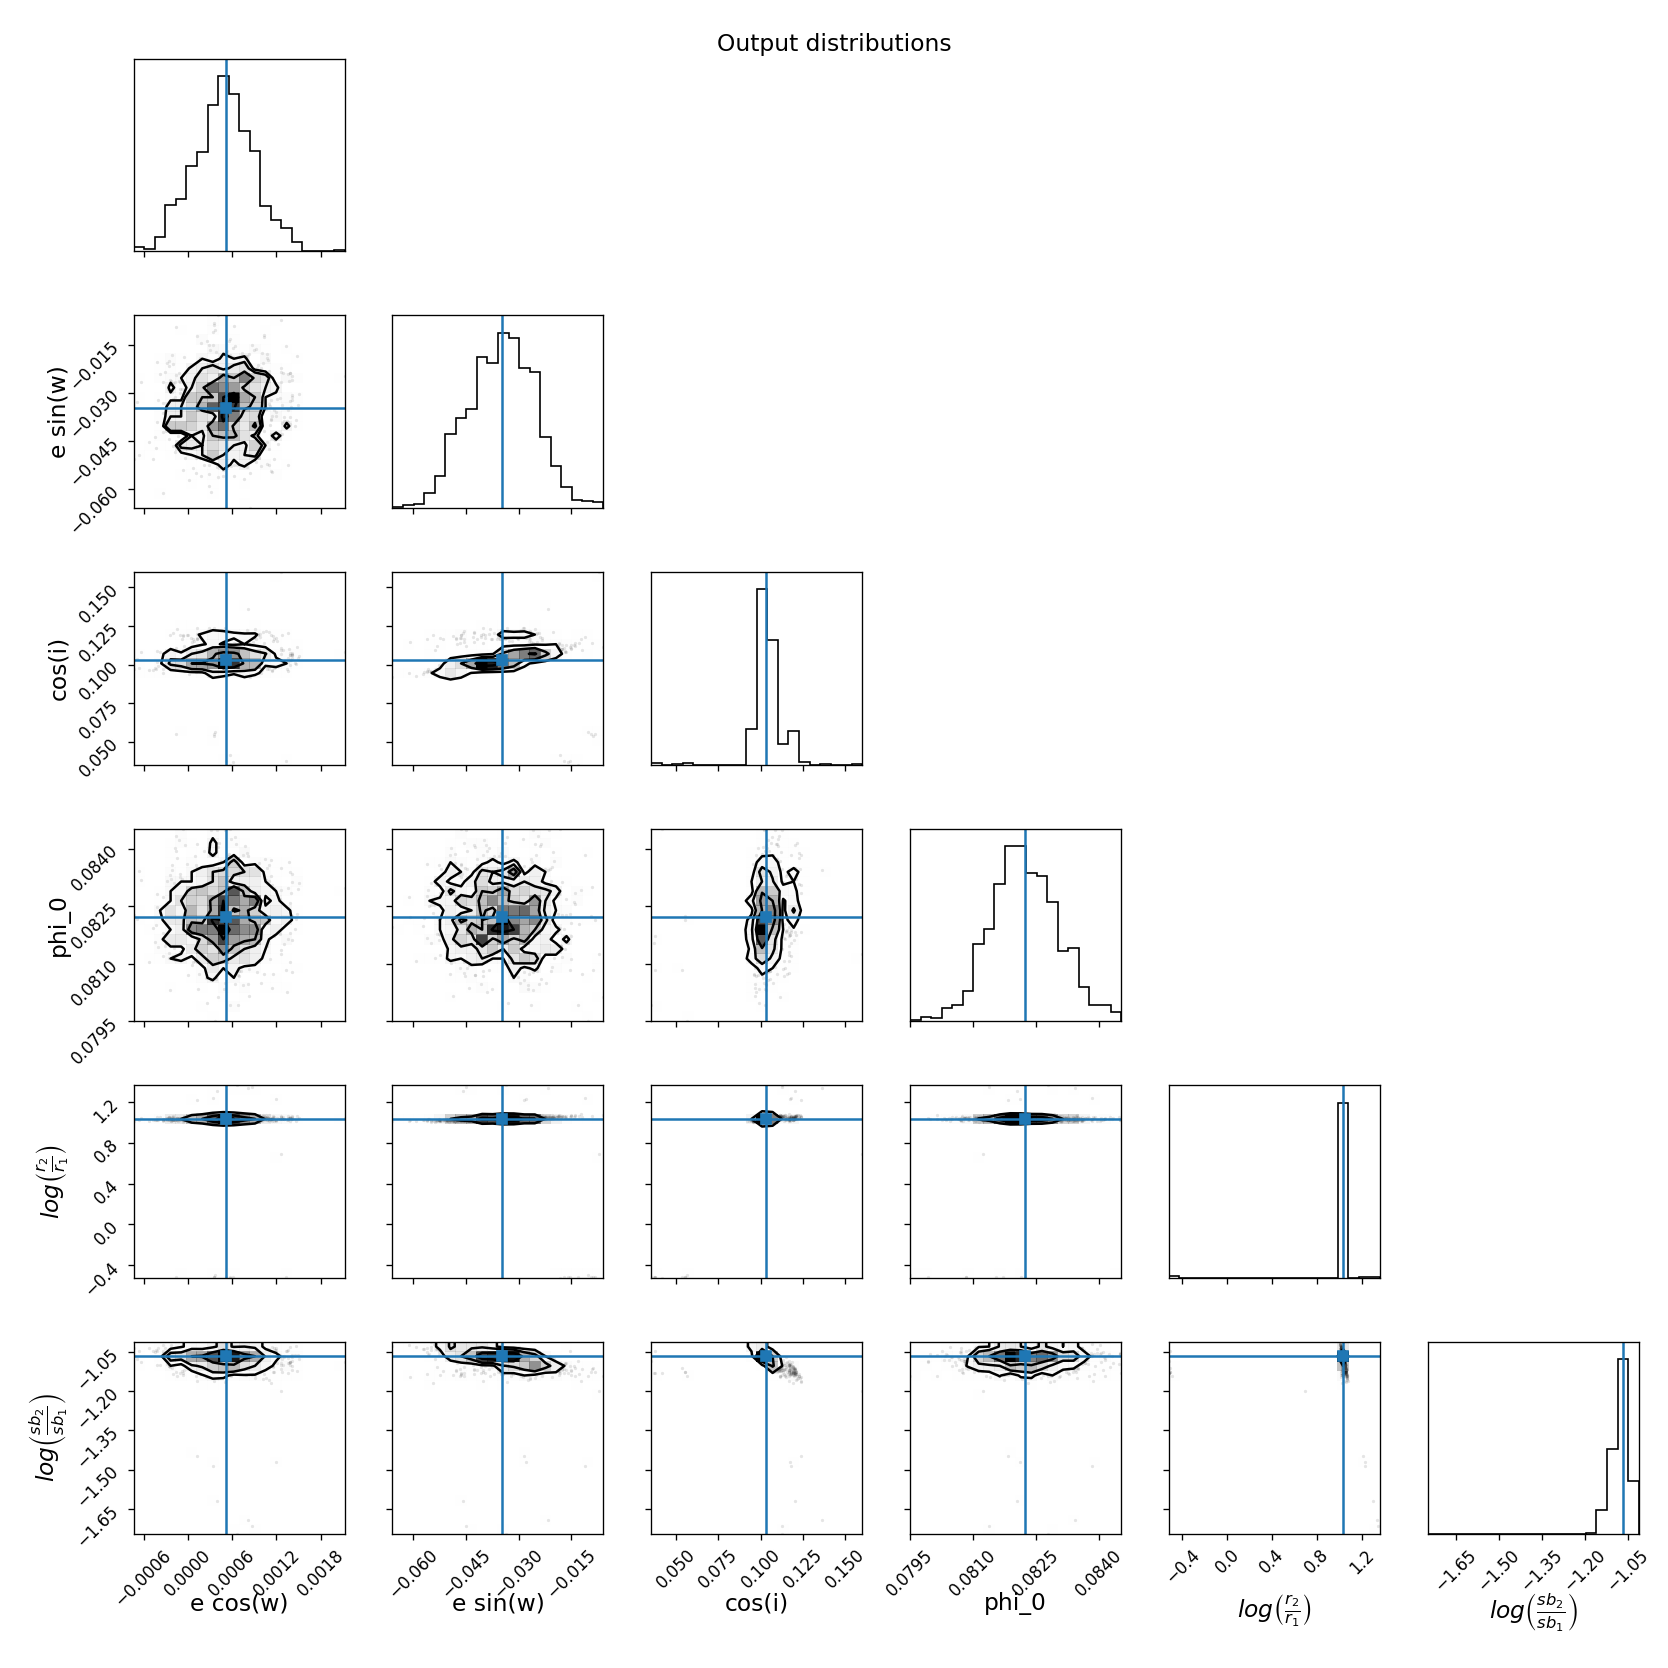 Output distributions
e sin(w)
−0.015
−0.030
−0.045
−0.060
cos(i)
0.150
0.125
0.100
0.075
0.050
phi_0
0.0840
0.0825
0.0810
0.0795
log(r₂/r₁)
1.2
0.8
0.4
0.0
−0.4
log(sb₂/sb₁)
−1.05
−1.20
−1.35
−1.50
−1.65
−0.0006 0.0000 0.0006 0.0012 0.0018
−0.060 −0.045 −0.030 −0.015
0.050 0.075 0.100 0.125 0.150
0.0795 0.0810 0.0825 0.0840
−0.4 0.0 0.4 0.8 1.2
−1.65 −1.50 −1.35 −1.20 −1.05
e cos(w)
e sin(w)
cos(i)
phi_0
log(r₂/r₁)
log(sb₂/sb₁)